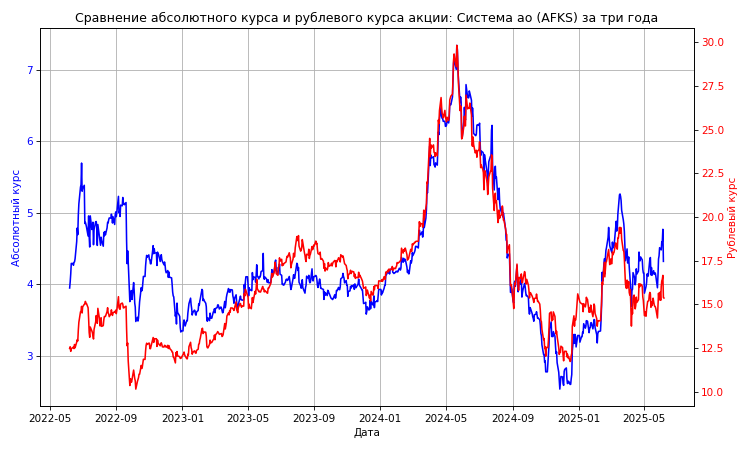 Сравнение абсолютного курса и рублевого курса акции: Система ао (AFKS) за три года
Абсолютный курс
7
6
5
4
3
30.0
27.5
25.0
22.5
20.0
17.5
15.0
12.5
10.0
Рублевый курс
2022-05 2022-09 2023-01 2023-05 2023-09 2024-01 2024-05 2024-09 2025-01 2025-05
Дата